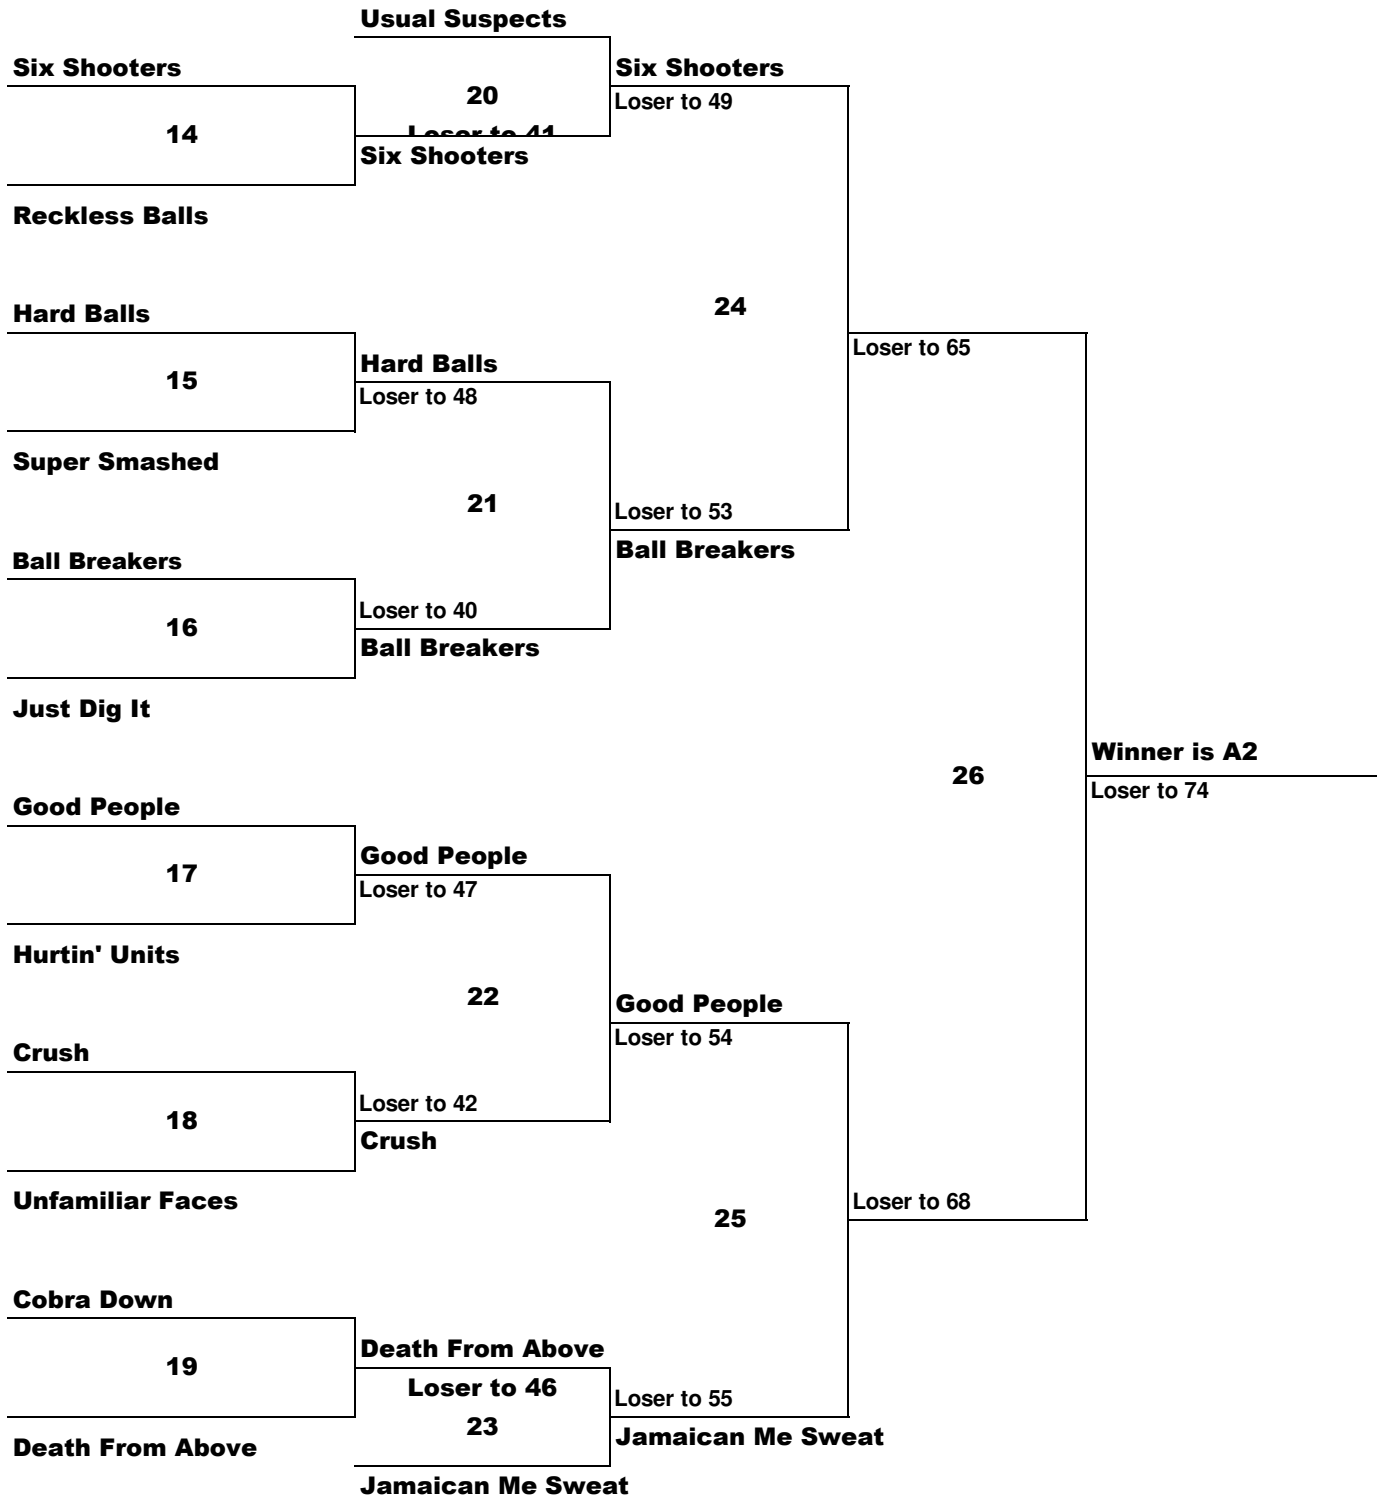 Usual Suspects
Six Shooters
Six Shooters
20
Loser to 49
14
Loser to 41
Six Shooters
Reckless Balls
24
Hard Balls
Loser to 65
Hard Balls
15
Loser to 48
Super Smashed
21
Loser to 53
Ball Breakers
Ball Breakers
Loser to 40
16
Ball Breakers
Just Dig It
Winner is A2
26
Loser to 74
Good People
Good People
17
Loser to 47
Hurtin' Units
22
Good People
Loser to 54
Crush
Loser to 42
18
Crush
Unfamiliar Faces
Loser to 68
25
Cobra Down
Death From Above
19
Loser to 46
Loser to 55
23
Jamaican Me Sweat
Death From Above
Jamaican Me Sweat